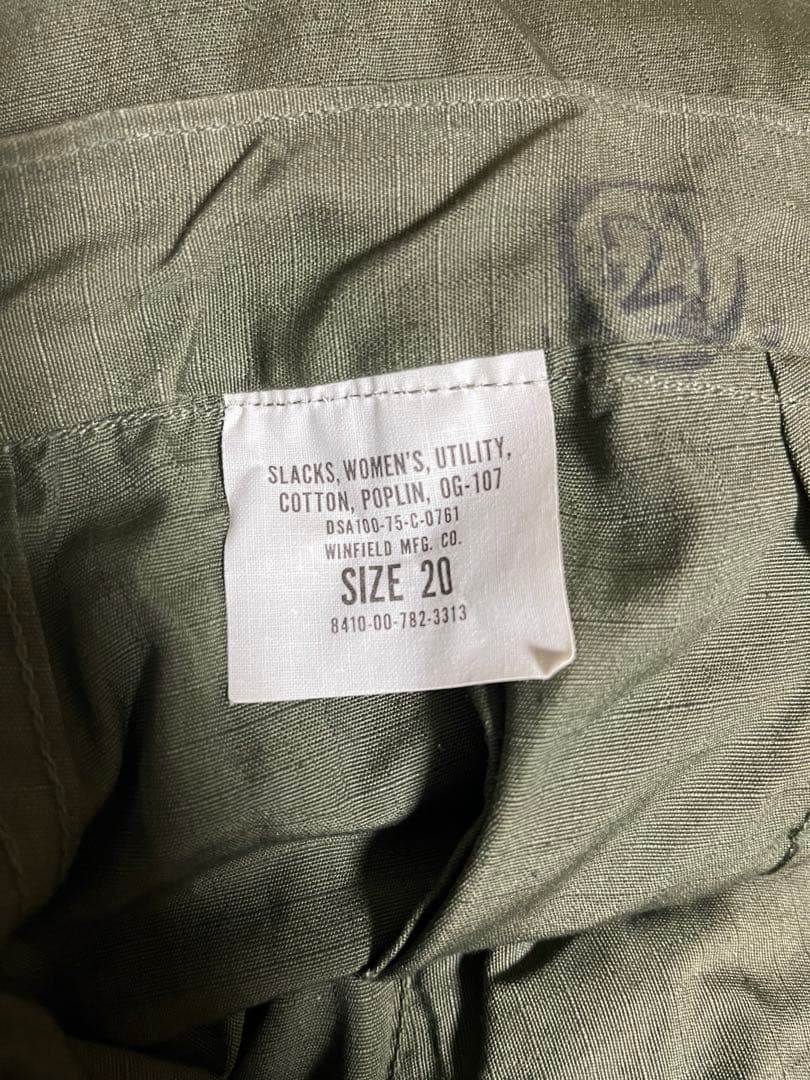 SLACKS, WOMEN'S, UTILITY,
COTTON, POPLIN, OG-107
DSA100-75-C-0761
WINFIELD MFG. CO.
SIZE 20
8410-00-782-3313